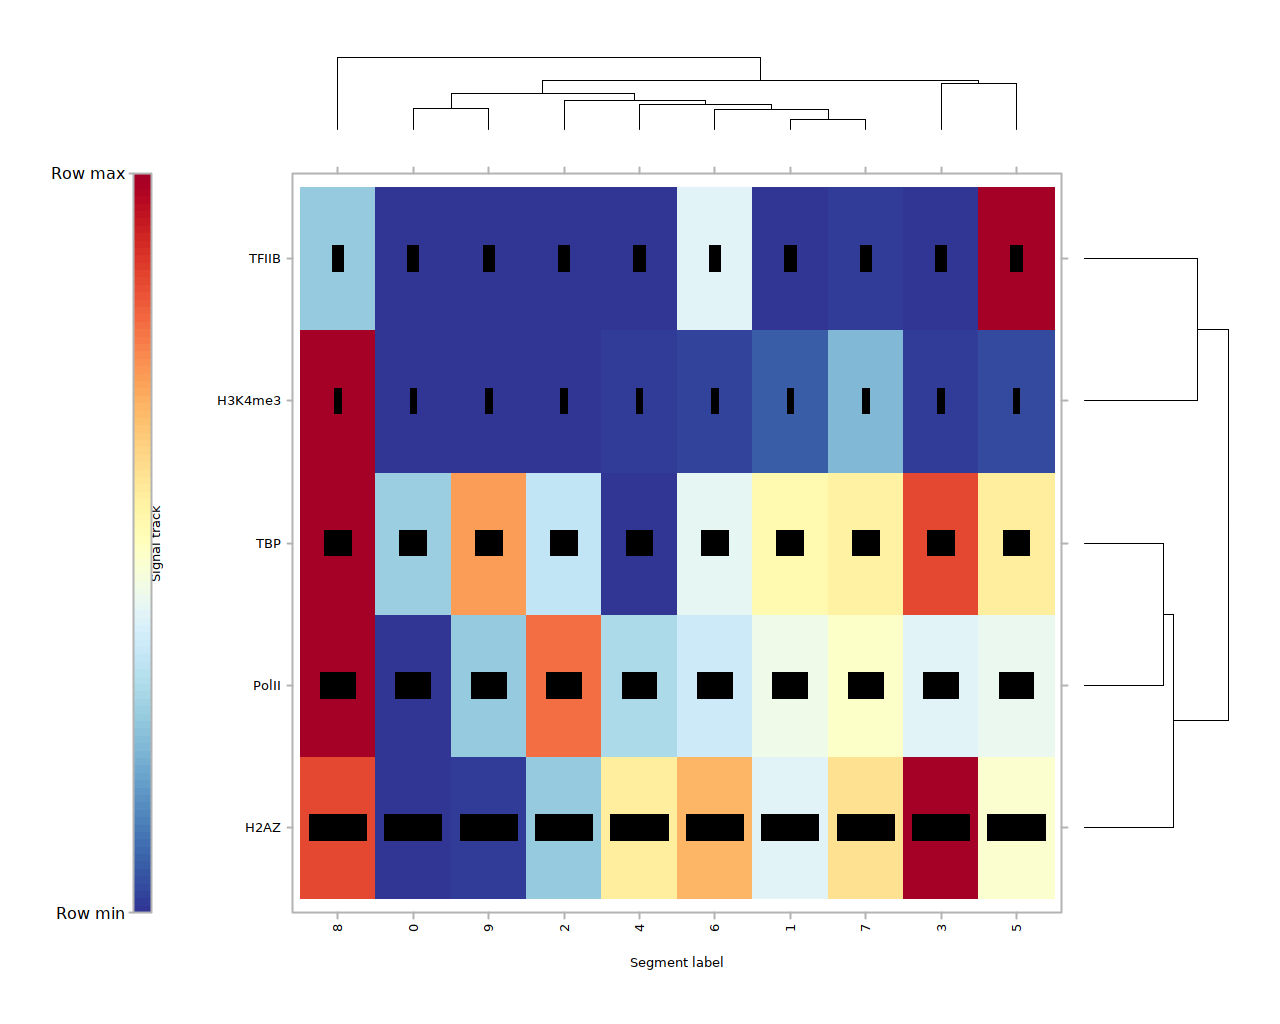 Row max
Row min
Signal track
TFIIB
H3K4me3
TBP
PolII
H2AZ
8 0 9 2 4 6 1 7 3 5
Segment label